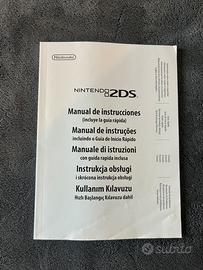 Nintendo
NINTENDO 2DS
Manual de instrucciones
(incluye la guía rápida)
Manual de instruções
incluindo o Guia de Início Rápido
Manuale di istruzioni
con guida rapida inclusa
Instrukcja obsługi
i skrócona instrukcja obsługi
Kullanım Kılavuzu
Hızlı Başlangıç Kılavuzu dahil
subito